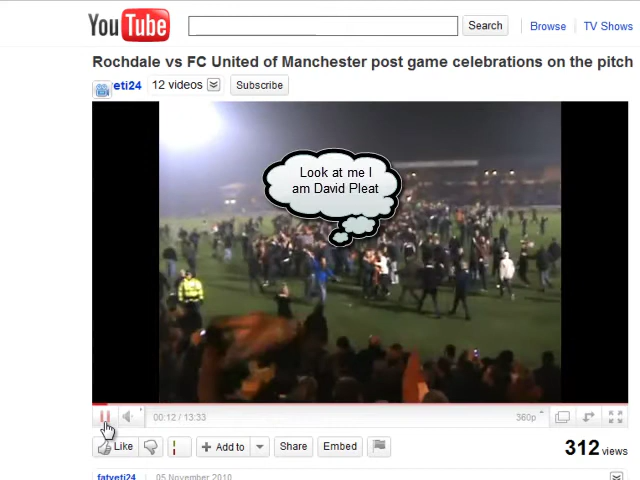 YouTube
Search
Browse
TV Shows
Rochdale vs FC United of Manchester post game celebrations on the pitch
yeti24
12 videos
Subscribe
Look at me I
am David Pleat
00:12 / 13:33
360p
Like
+ Add to
Share
Embed
312 views
fatyeti24
05 November 2010